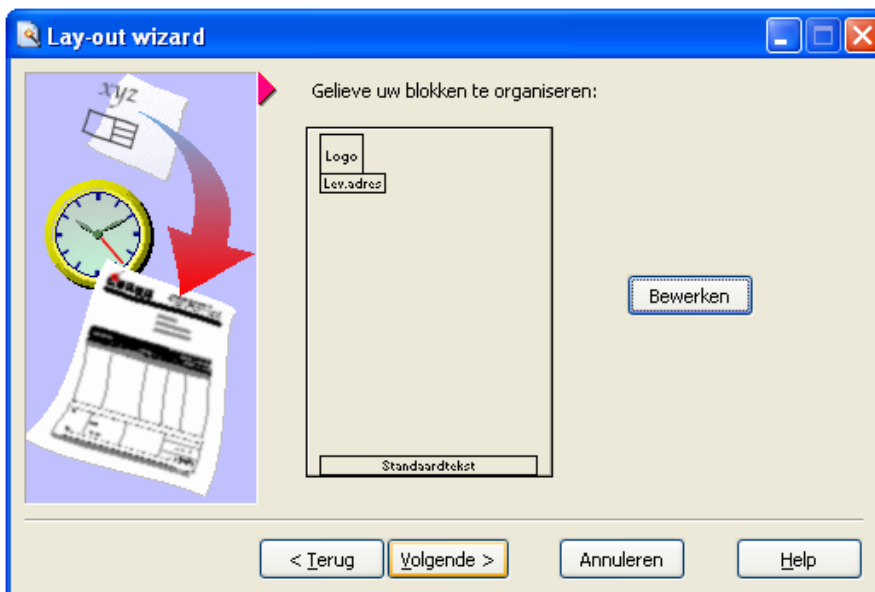 Lay-out wizard
xyz
Gelieve uw blokken te organiseren:
Logo
Lev.adres
Bewerken
Standaardtekst
< Terug
Volgende >
Annuleren
Help